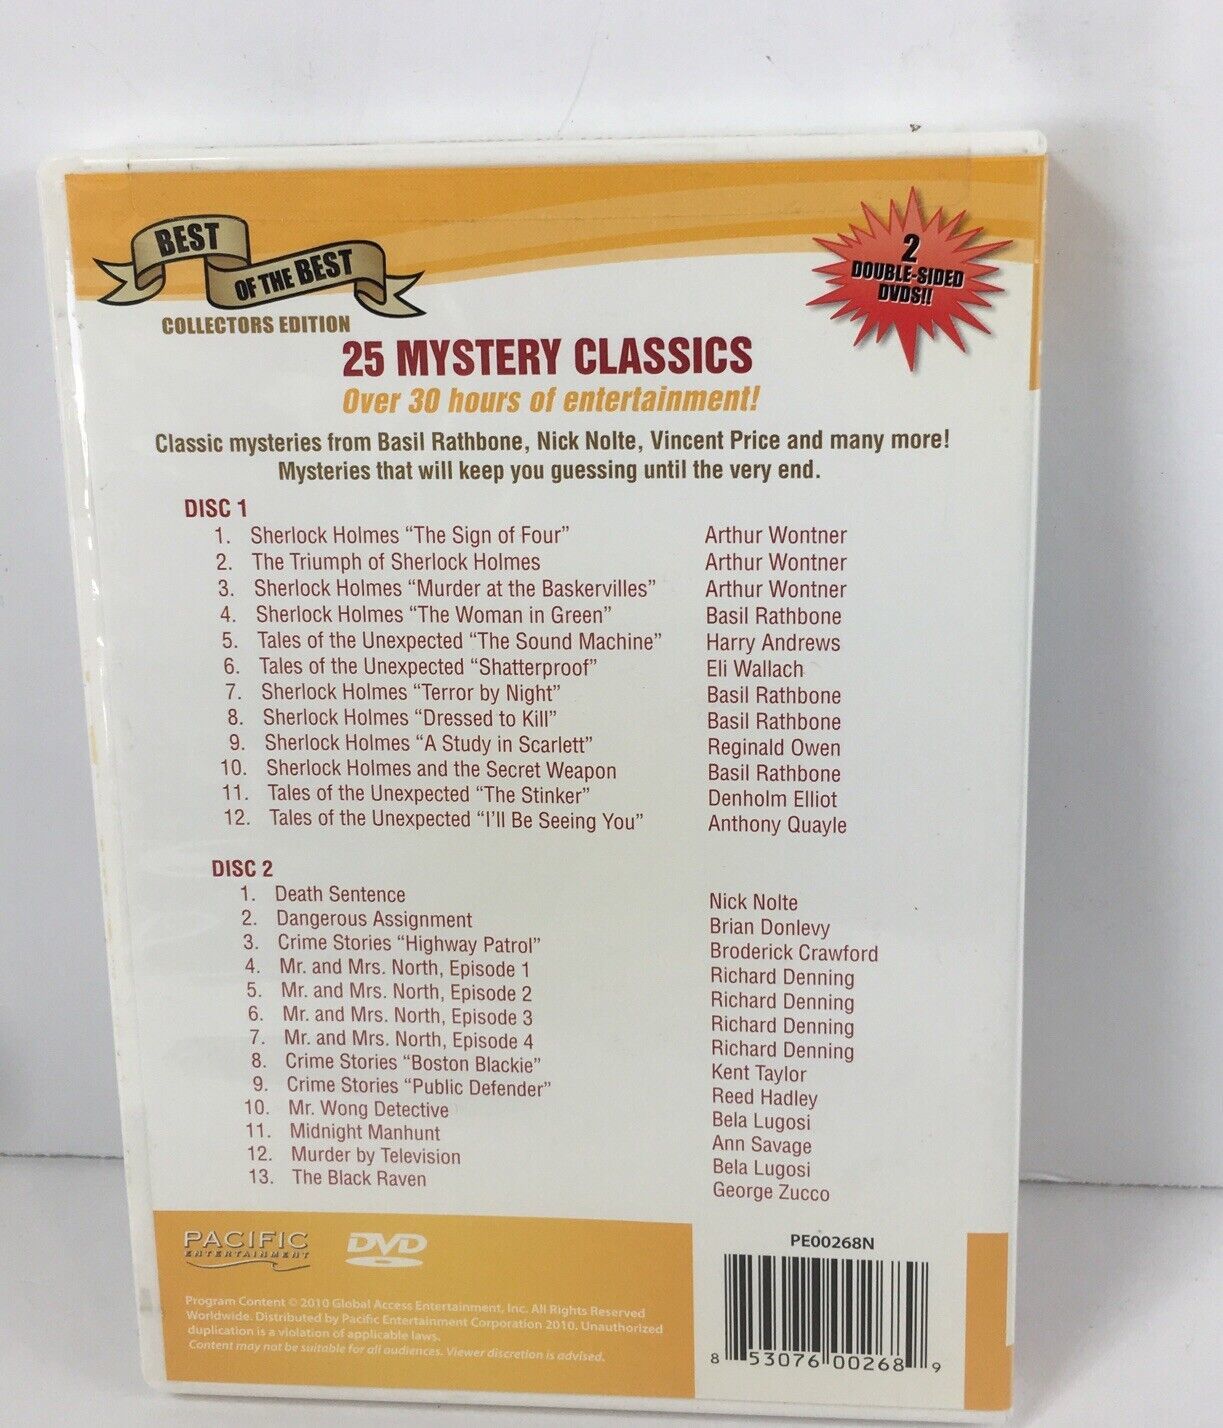 BEST
OF THE BEST
COLLECTORS EDITION
2
DOUBLE-SIDED
DVDS!!
25 MYSTERY CLASSICS
Over 30 hours of entertainment!
Classic mysteries from Basil Rathbone, Nick Nolte, Vincent Price and many more!
Mysteries that will keep you guessing until the very end.
DISC 1
1. Sherlock Holmes “The Sign of Four” Arthur Wontner
2. The Triumph of Sherlock Holmes Arthur Wontner
3. Sherlock Holmes “Murder at the Baskervilles” Arthur Wontner
4. Sherlock Holmes “The Woman in Green” Basil Rathbone
5. Tales of the Unexpected “The Sound Machine” Harry Andrews
6. Tales of the Unexpected “Shatterproof” Eli Wallach
7. Sherlock Holmes “Terror by Night” Basil Rathbone
8. Sherlock Holmes “Dressed to Kill” Basil Rathbone
9. Sherlock Holmes “A Study in Scarlett” Reginald Owen
10. Sherlock Holmes and the Secret Weapon Basil Rathbone
11. Tales of the Unexpected “The Stinker” Denholm Elliot
12. Tales of the Unexpected “I’ll Be Seeing You” Anthony Quayle
DISC 2
1. Death Sentence Nick Nolte
2. Dangerous Assignment Brian Donlevy
3. Crime Stories “Highway Patrol” Broderick Crawford
4. Mr. and Mrs. North, Episode 1 Richard Denning
5. Mr. and Mrs. North, Episode 2 Richard Denning
6. Mr. and Mrs. North, Episode 3 Richard Denning
7. Mr. and Mrs. North, Episode 4 Richard Denning
8. Crime Stories “Boston Blackie” Kent Taylor
9. Crime Stories “Public Defender” Reed Hadley
10. Mr. Wong Detective Bela Lugosi
11. Midnight Manhunt Ann Savage
12. Murder by Television Bela Lugosi
13. The Black Raven George Zucco
PACIFIC
ENTERTAINMENT
DVD
Program Content © 2010 Global Access Entertainment, Inc. All Rights Reserved
Worldwide. Distributed by Pacific Entertainment Corporation 2010. Unauthorized
duplication is a violation of applicable laws.
Content may not be suitable for all audiences. Viewer discretion is advised.
PE00268N
8 53076 00268 9